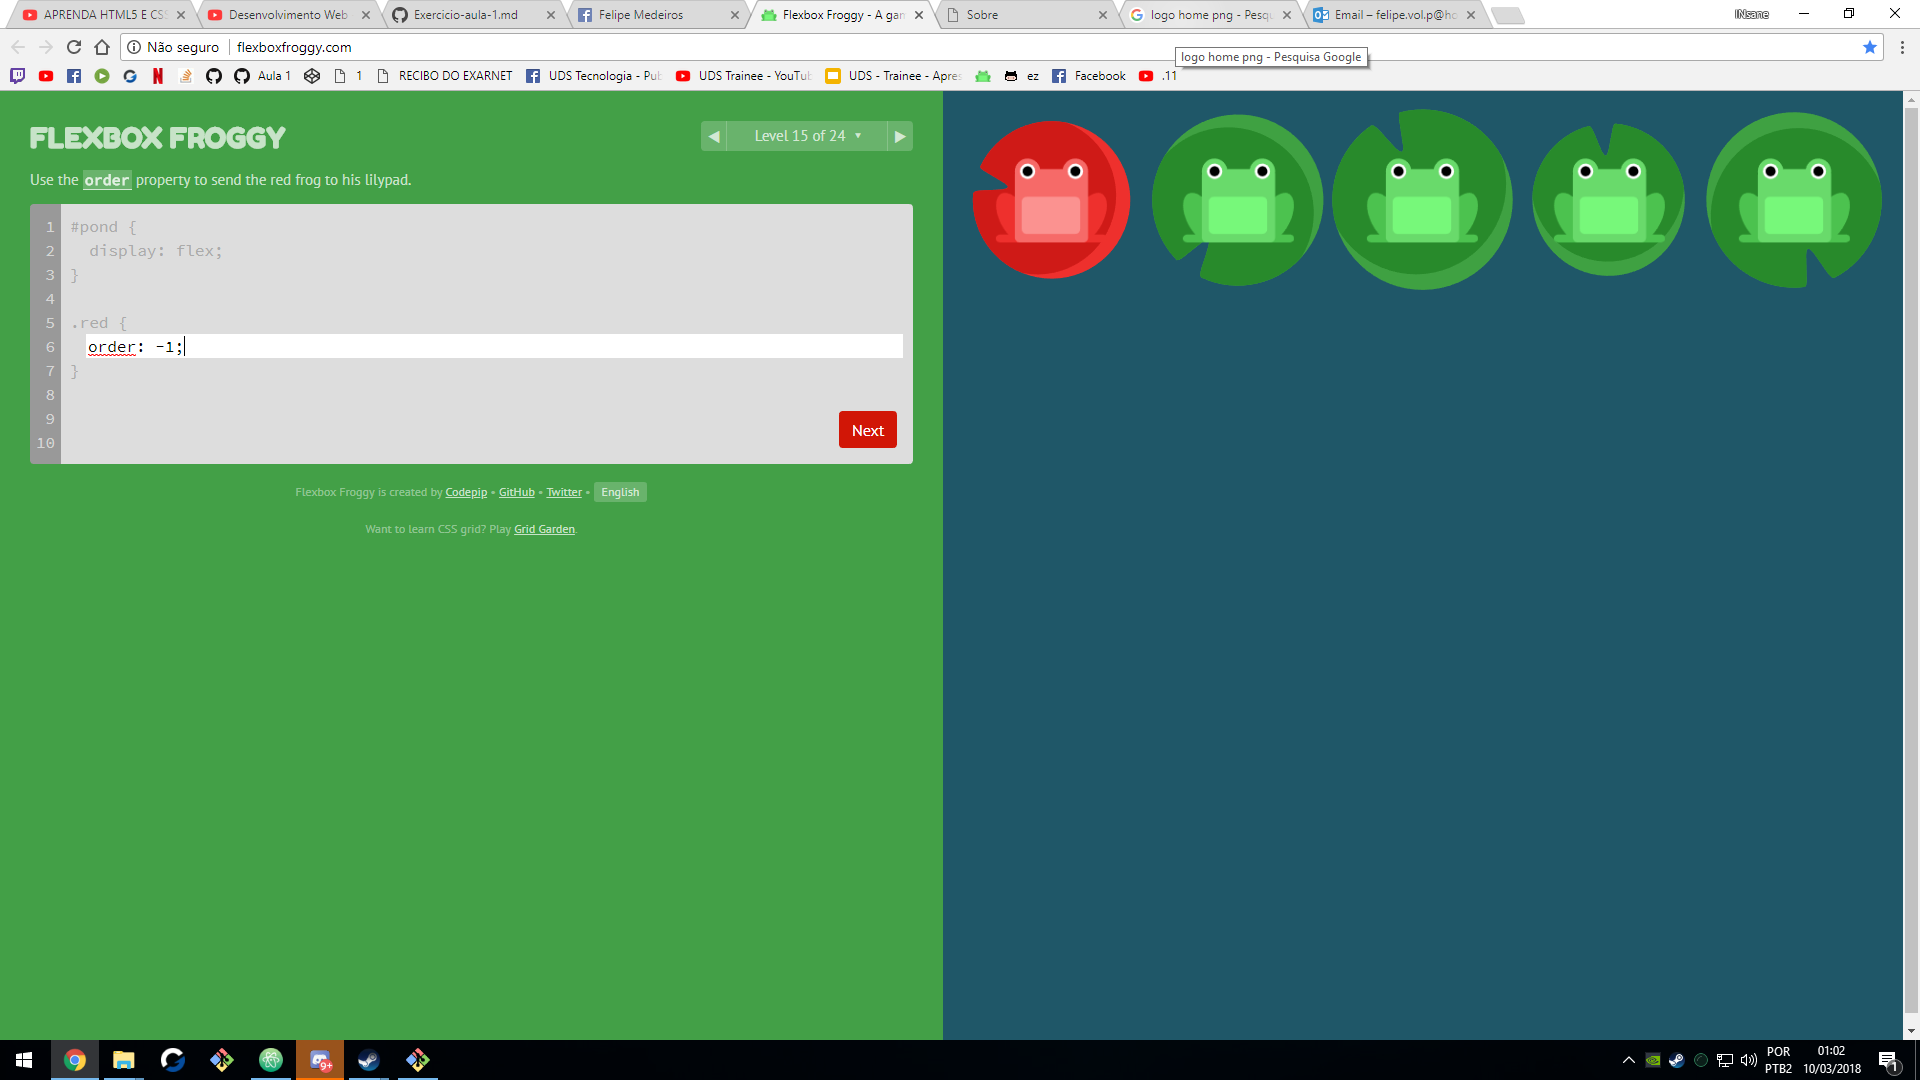 APRENDA HTML5 E CSS
Desenvolvimento Web
Exercicio-aula-1.md
Felipe Medeiros
Flexbox Froggy - A gam
Sobre
logo home png - Pesqu
Email – felipe.vol.p@ho
INsane
Não seguro
flexboxfroggy.com
logo home png - Pesquisa Google
Aula 1
1
RECIBO DO EXARNET
UDS Tecnologia - Pub
UDS Trainee - YouTub
UDS - Trainee - Apres
ez
Facebook
.11
FLEXBOX FROGGY
Level 15 of 24
Use the order property to send the red frog to his lilypad.
1 #pond {
2 display: flex;
3 }
4
5 .red {
6 order: -1;
7 }
8
9
10
Next
Flexbox Froggy is created by Codepip • GitHub • Twitter • English
Want to learn CSS grid? Play Grid Garden.
9+
POR
PTB2
01:02
10/03/2018
1